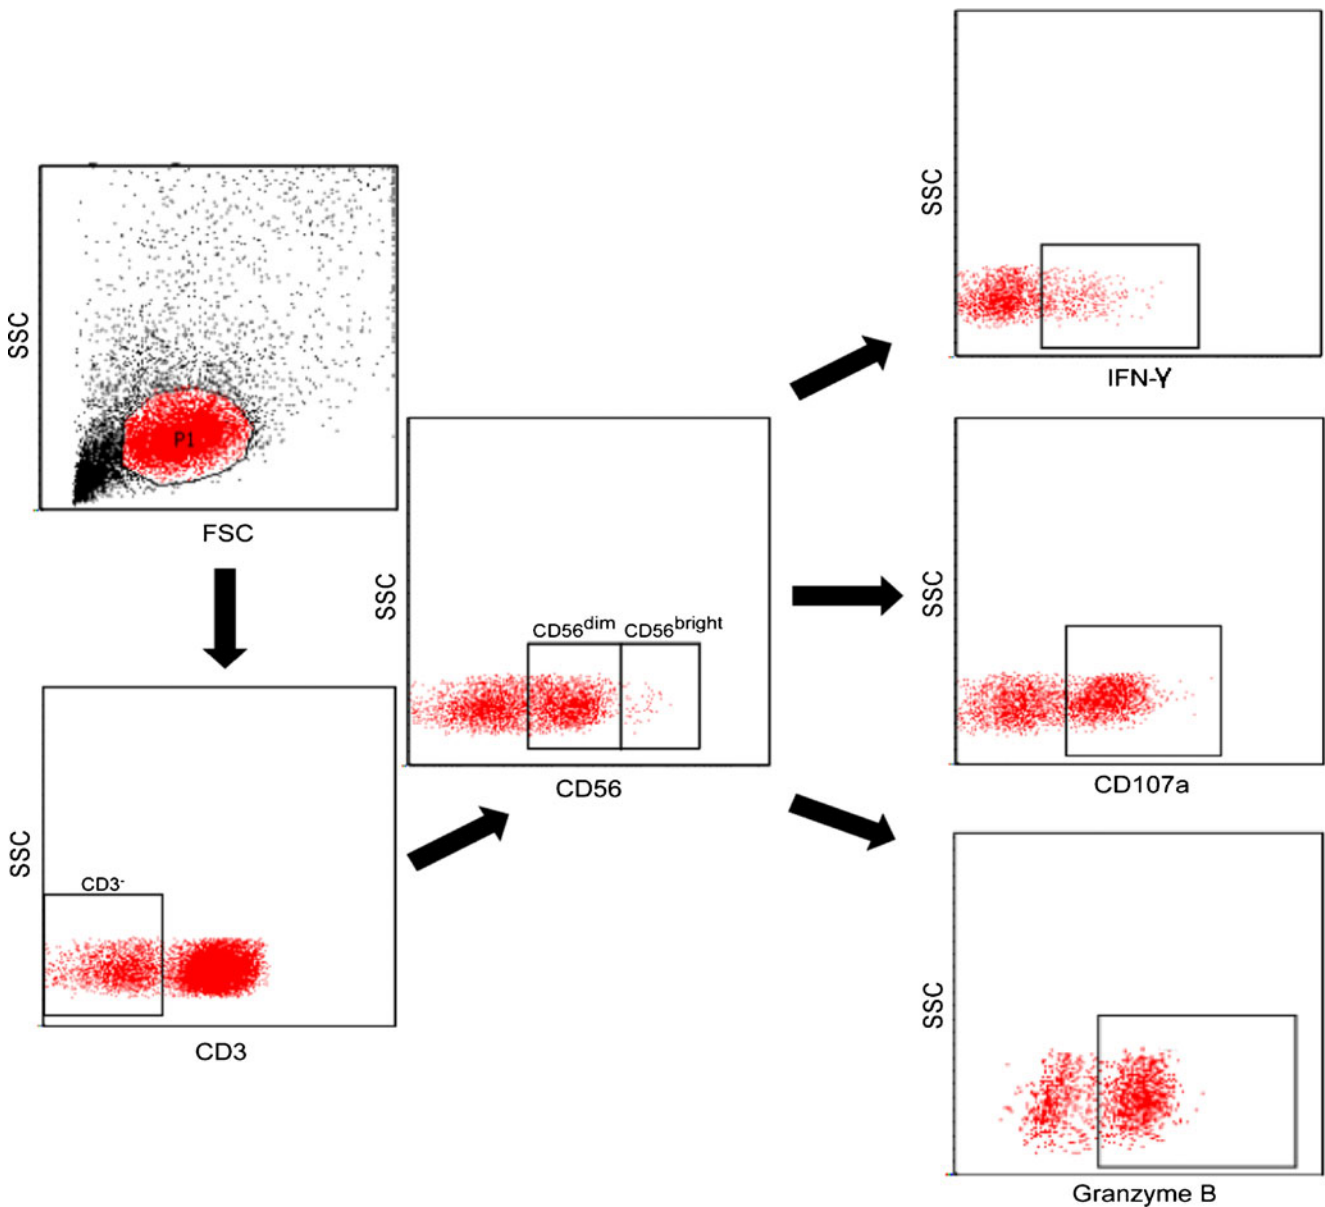 SSC
P1
FSC
SSC
CD3-
CD3
SSC
CD56dim CD56bright
CD56
SSC
IFN-γ
SSC
CD107a
SSC
Granzyme B